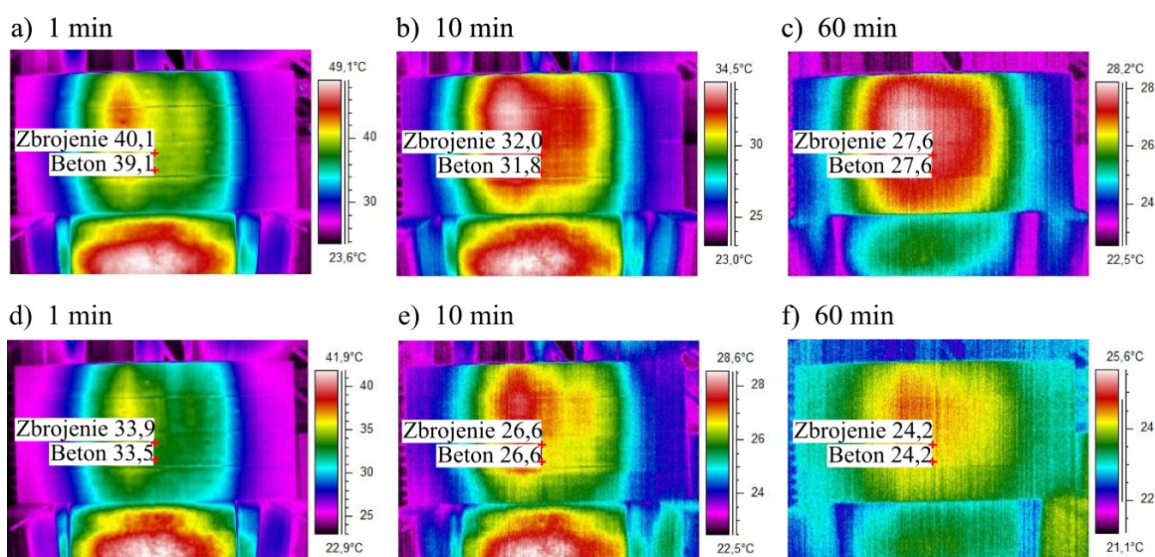 a) 1 min
b) 10 min
c) 60 min
49,1°C
40
30
23,6°C
Zbrojenie 40,1
Beton 39,1
34,5°C
30
25
23,0°C
Zbrojenie 32,0
Beton 31,8
28,2°C
28
26
24
22,5°C
Zbrojenie 27,6
Beton 27,6
d) 1 min
e) 10 min
f) 60 min
41,9°C
40
35
30
25
22,9°C
Zbrojenie 33,9
Beton 33,5
28,6°C
28
26
24
22,5°C
Zbrojenie 26,6
Beton 26,6
25,6°C
25
24
22
21,1°C
Zbrojenie 24,2
Beton 24,2